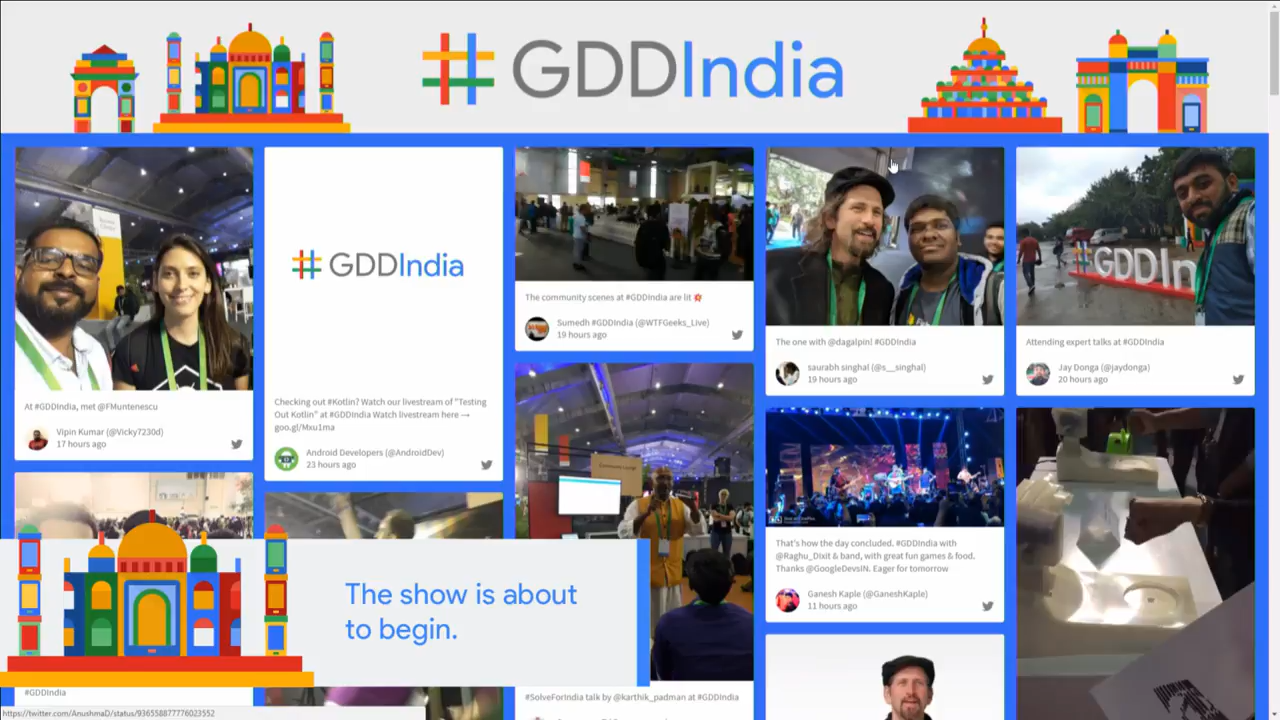 #GDDIndia
At #GDDIndia, met @FMuntenescu
Vipin Kumar (@Vicky7230d)
17 hours ago
#GDDIndia
Checking out #Kotlin? Watch our livestream of "Testing
Out Kotlin" at #GDDIndia Watch livestream here →
goo.gl/Mxu1ma
Android Developers (@AndroidDev)
23 hours ago
The community scenes at #GDDIndia are lit
Sumedh #GDDIndia (@WTFGeeks_Live)
19 hours ago
The one with @dagalpin! #GDDIndia
saurabh singhal (@s__singhal)
19 hours ago
#GDDIn
Attending expert talks at #GDDIndia
Jay Donga (@jaydonga)
20 hours ago
That's how the day concluded. #GDDIndia with
@Raghu_Dixit & band, with great fun games & food.
Thanks @GoogleDevsIN. Eager for tomorrow
Ganesh Kaple (@GaneshKaple)
11 hours ago
The show is about
to begin.
#GDDIndia
#SolveForIndia talk by @karthik_padman at #GDDIndia
https://twitter.com/AnushmaD/status/936558877776023552